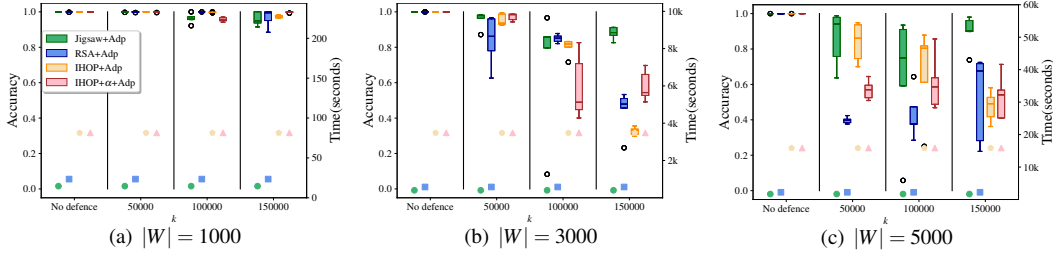 Accuracy
1.0
0.8
0.6
0.4
0.2
0.0
Jigsaw+Adp
RSA+Adp
IHOP+Adp
IHOP+α+Adp
No defence
50000
100000
150000
k
200
150
100
50
0
Time(seconds)
(a) |W| = 1000
Accuracy
1.0
0.8
0.6
0.4
0.2
0.0
No defence
50000
100000
150000
k
10k
8k
6k
4k
2k
Time(seconds)
(b) |W| = 3000
Accuracy
1.0
0.8
0.6
0.4
0.2
0.0
No defence
50000
100000
150000
k
60k
50k
40k
30k
20k
10k
Time(seconds)
(c) |W| = 5000